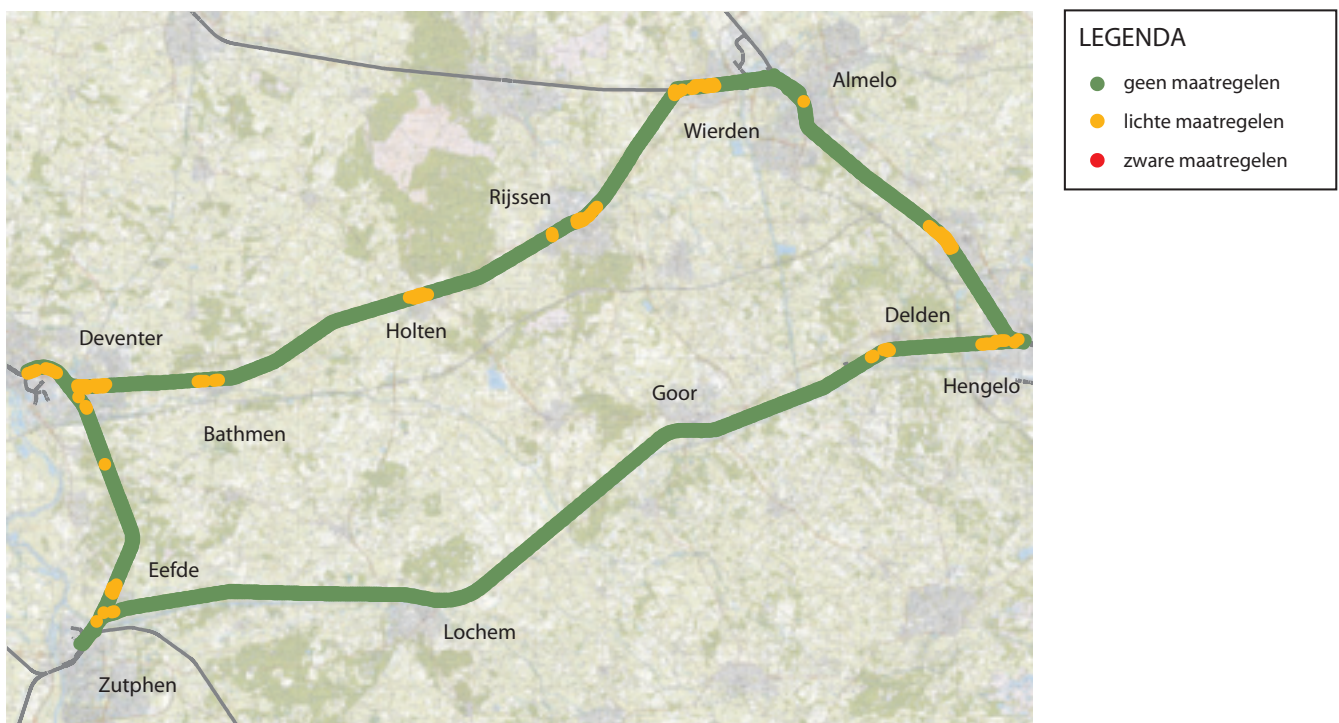 LEGENDA
geen maatregelen
lichte maatregelen
zware maatregelen
Almelo
Wierden
Rijssen
Delden
Holten
Deventer
Hengelo
Goor
Bathmen
Eefde
Lochem
Zutphen